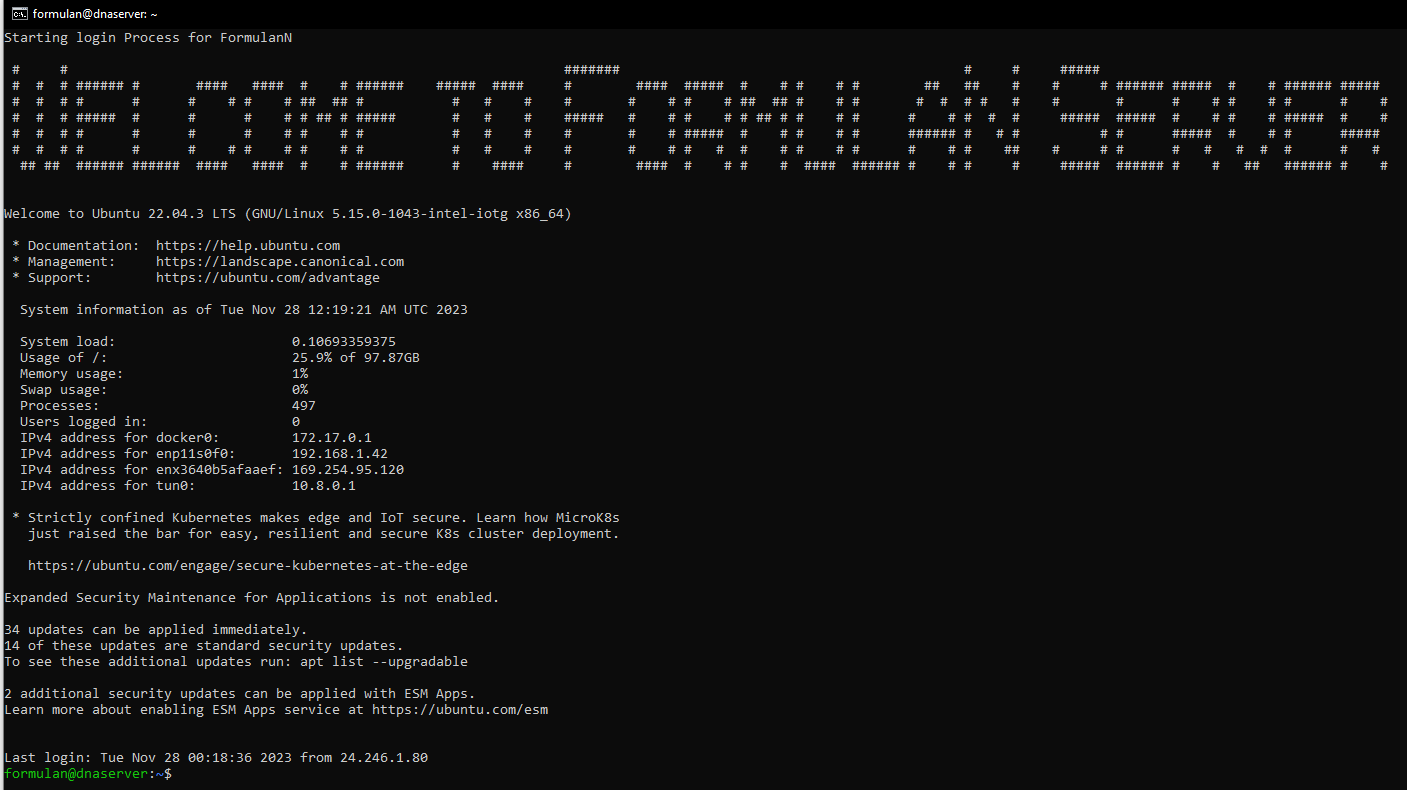 formulan@dnaserver: ~
Starting login Process for FormulanN
WELCOME TO FORMULAN SERVER
Welcome to Ubuntu 22.04.3 LTS (GNU/Linux 5.15.0-1043-intel-iotg x86_64)
* Documentation:  https://help.ubuntu.com
* Management:     https://landscape.canonical.com
* Support:        https://ubuntu.com/advantage
System information as of Tue Nov 28 12:19:21 AM UTC 2023
System load:                      0.10693359375
Usage of /:                       25.9% of 97.87GB
Memory usage:                     1%
Swap usage:                       0%
Processes:                        497
Users logged in:                  0
IPv4 address for docker0:         172.17.0.1
IPv4 address for enp11s0f0:       192.168.1.42
IPv4 address for enx3640b5afaaef: 169.254.95.120
IPv4 address for tun0:            10.8.0.1
* Strictly confined Kubernetes makes edge and IoT secure. Learn how MicroK8s
just raised the bar for easy, resilient and secure K8s cluster deployment.
https://ubuntu.com/engage/secure-kubernetes-at-the-edge
Expanded Security Maintenance for Applications is not enabled.
34 updates can be applied immediately.
14 of these updates are standard security updates.
To see these additional updates run: apt list --upgradable
2 additional security updates can be applied with ESM Apps.
Learn more about enabling ESM Apps service at https://ubuntu.com/esm
Last login: Tue Nov 28 00:18:36 2023 from 24.246.1.80
formulan@dnaserver:~$